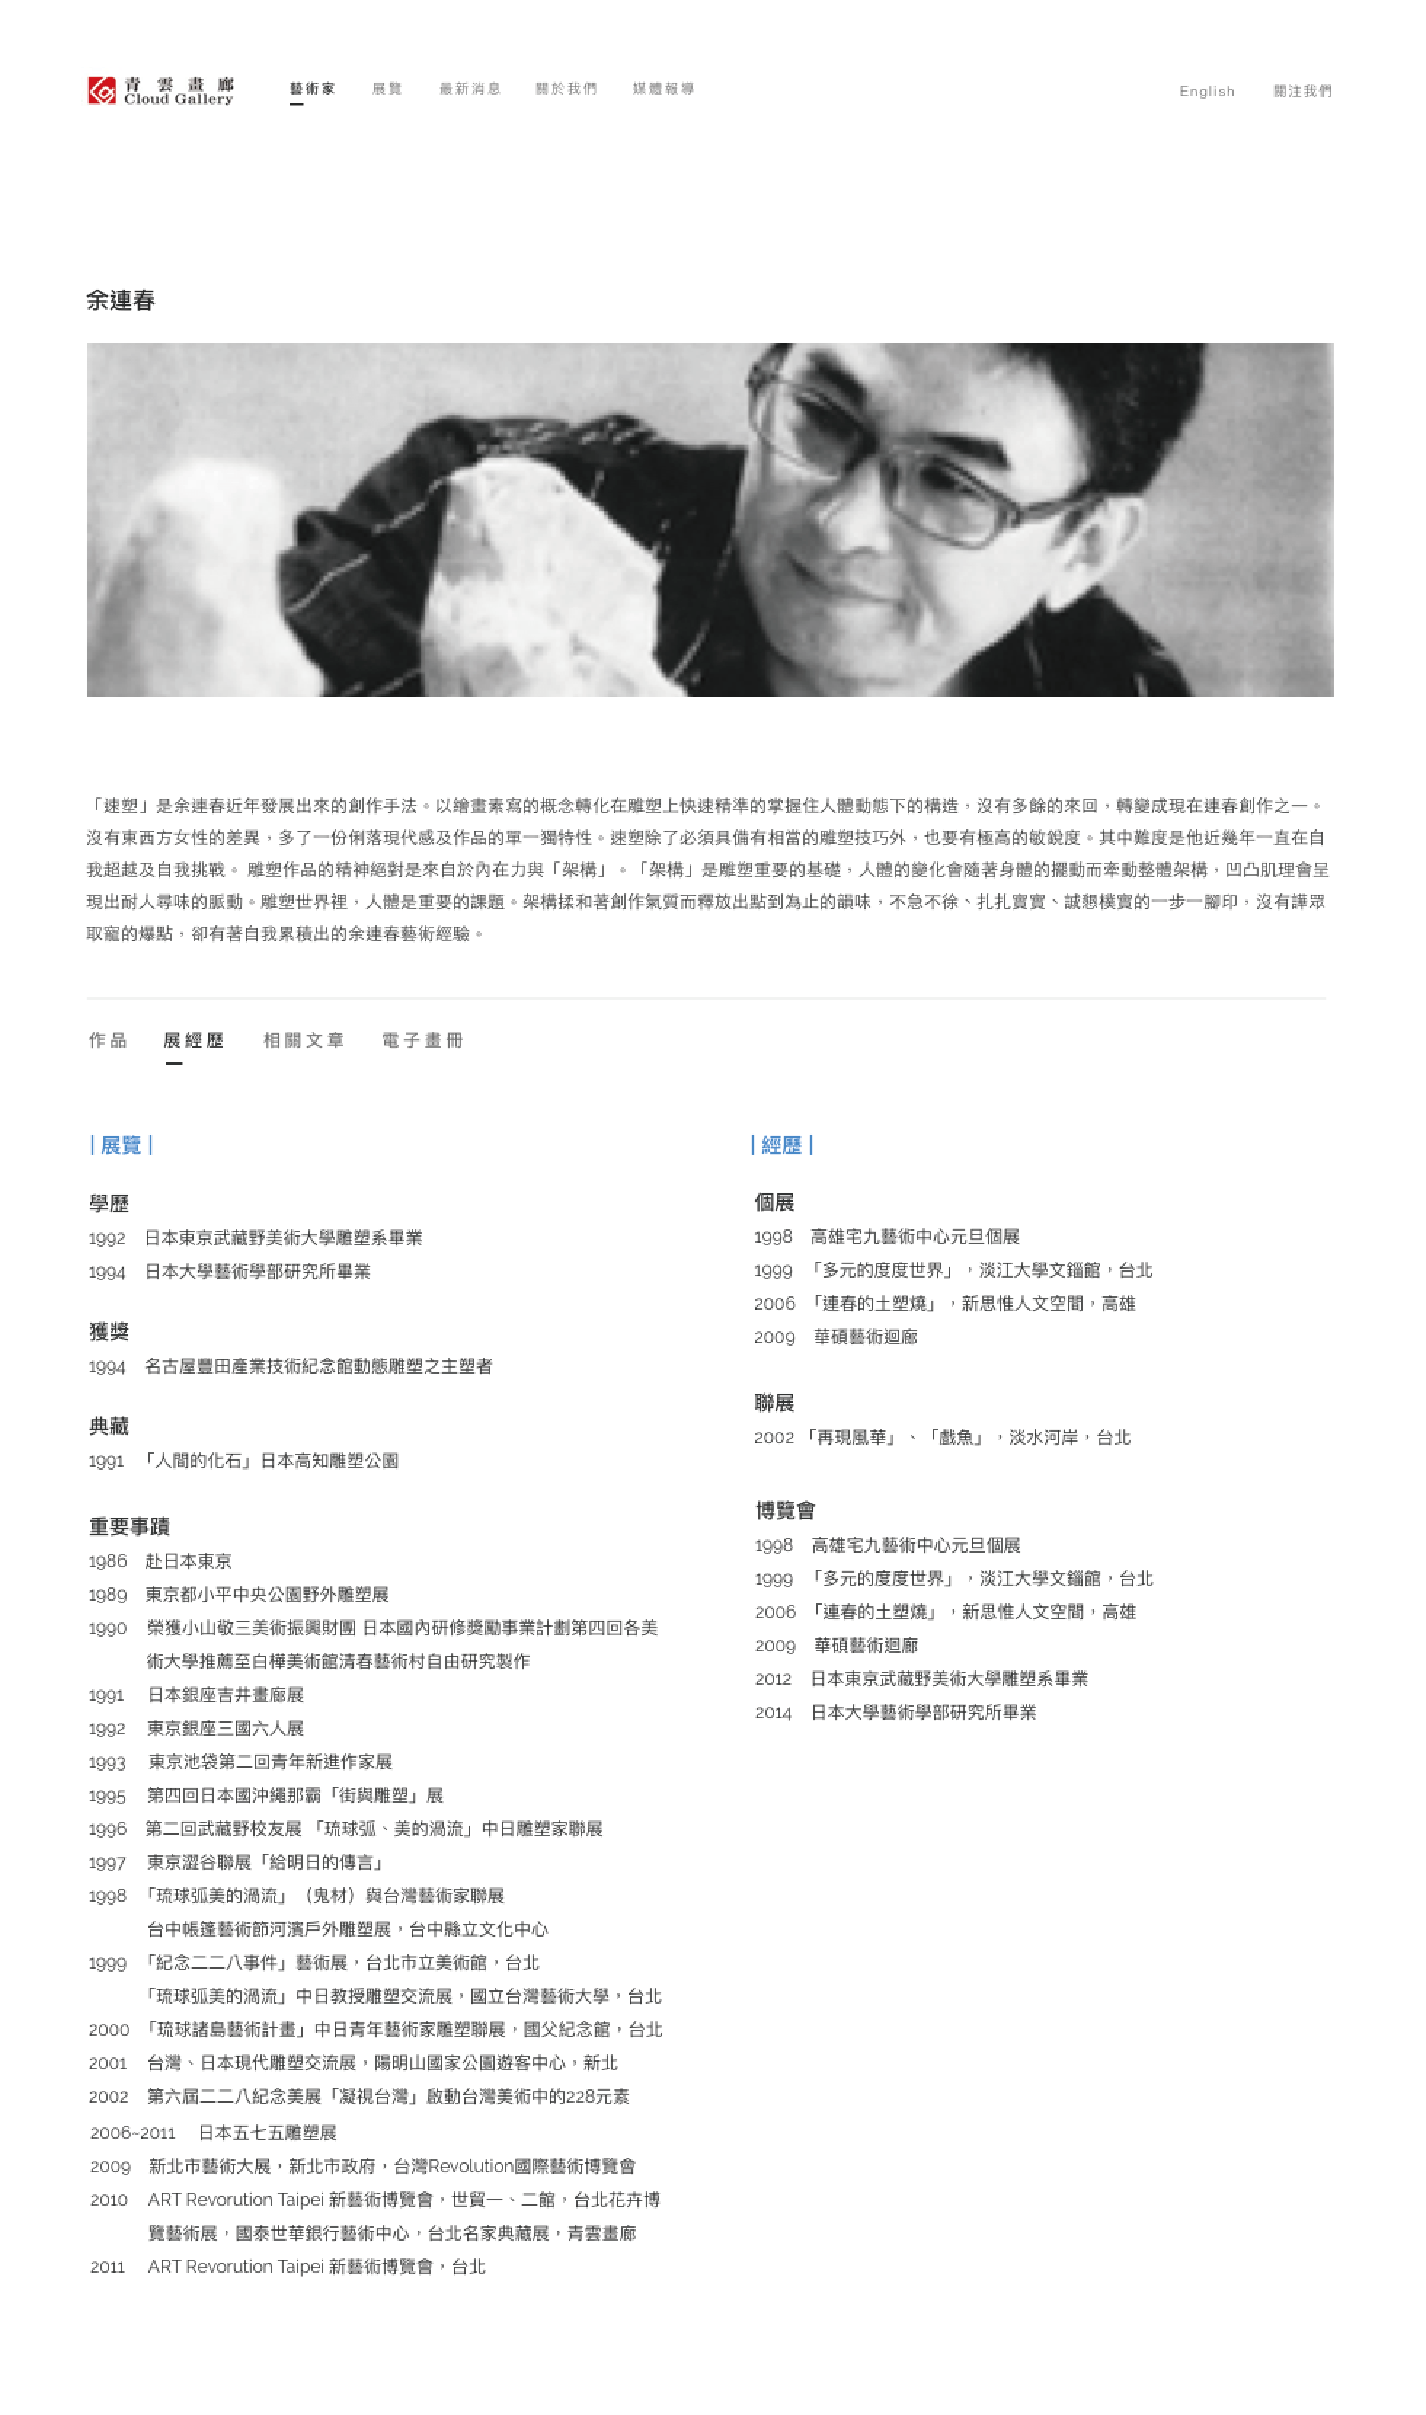 青雲畫廊
Cloud Gallery
藝術家 展覽 最新消息 關於我們 媒體報導
English 關注我們
余連春
「速塑」是余連春近年發展出來的創作手法。以繪畫素寫的概念轉化在雕塑上快速精準的掌握住人體動態下的構造，沒有多餘的來回，轉變成現在連春創作之一。
沒有東西方女性的差異，多了一份俐落現代感及作品的單一獨特性。速塑除了必須具備有相當的雕塑技巧外，也要有極高的敏銳度。其中難度是他近幾年一直在自
我超越及自我挑戰。 雕塑作品的精神絕對是來自於內在力與「架構」。「架構」是雕塑重要的基礎，人體的變化會隨著身體的擺動而牽動整體架構，凹凸肌理會呈
現出耐人尋味的脈動。雕塑世界裡，人體是重要的課題。架構揉和著創作氣質而釋放出點到為止的韻味，不急不徐、扎扎實實、誠懇樸實的一步一腳印，沒有譁眾
取寵的爆點，卻有著自我累積出的余連春藝術經驗。
作品 展經歷 相關文章 電子畫冊
| 展覽 |
學歷
1992 日本東京武藏野美術大學雕塑系畢業
1994 日本大學藝術學部研究所畢業
獲獎
1994 名古屋豐田產業技術紀念館動態雕塑之主塑者
典藏
1991 「人間的化石」日本高知雕塑公園
重要事蹟
1986 赴日本東京
1989 東京都小平中央公園野外雕塑展
1990 榮獲小山敬三美術振興財團 日本國內研修獎勵事業計劃第四回各美
術大學推薦至白樺美術館清春藝術村自由研究製作
1991 日本銀座吉井畫廊展
1992 東京銀座三國六人展
1993 東京池袋第二回青年新進作家展
1995 第四回日本國沖繩那霸「街與雕塑」展
1996 第二回武藏野校友展 「琉球弧、美的渦流」中日雕塑家聯展
1997 東京澀谷聯展「給明日的傳言」
1998 「琉球弧美的渦流」（鬼材）與台灣藝術家聯展
台中帳篷藝術節河濱戶外雕塑展，台中縣立文化中心
1999 「紀念二二八事件」藝術展，台北市立美術館，台北
「琉球弧美的渦流」中日教授雕塑交流展，國立台灣藝術大學，台北
2000 「琉球諸島藝術計畫」中日青年藝術家雕塑聯展，國父紀念館，台北
2001 台灣、日本現代雕塑交流展，陽明山國家公園遊客中心，新北
2002 第六屆二二八紀念美展「凝視台灣」啟動台灣美術中的228元素
2006~2011 日本五七五雕塑展
2009 新北市藝術大展，新北市政府，台灣Revolution國際藝術博覽會
2010 ART Revorution Taipei 新藝術博覽會，世貿一、二館，台北花卉博
覽藝術展，國泰世華銀行藝術中心，台北名家典藏展，青雲畫廊
2011 ART Revorution Taipei 新藝術博覽會，台北
| 經歷 |
個展
1998 高雄宅九藝術中心元旦個展
1999 「多元的度度世界」，淡江大學文錙館，台北
2006 「連春的土塑燒」，新思惟人文空間，高雄
2009 華碩藝術迴廊
聯展
2002 「再現風華」、「戲魚」，淡水河岸，台北
博覽會
1998 高雄宅九藝術中心元旦個展
1999 「多元的度度世界」，淡江大學文錙館，台北
2006 「連春的土塑燒」，新思惟人文空間，高雄
2009 華碩藝術迴廊
2012 日本東京武藏野美術大學雕塑系畢業
2014 日本大學藝術學部研究所畢業